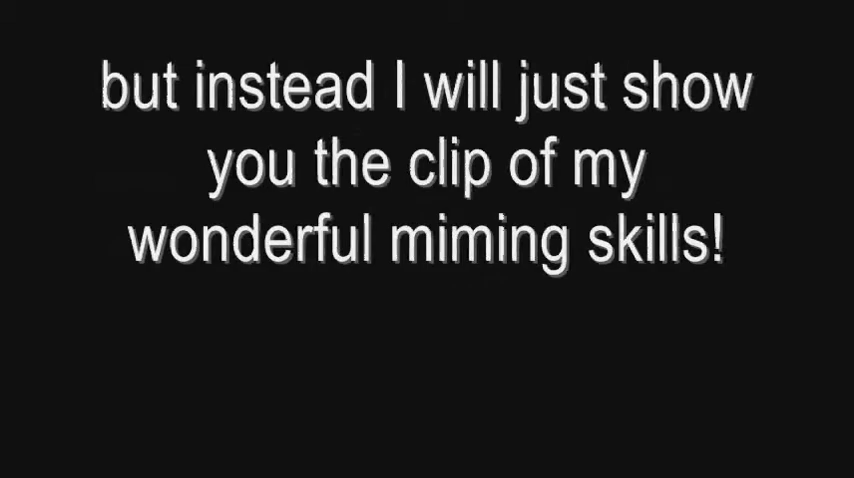 but instead I will just show
you the clip of my
wonderful miming skills!